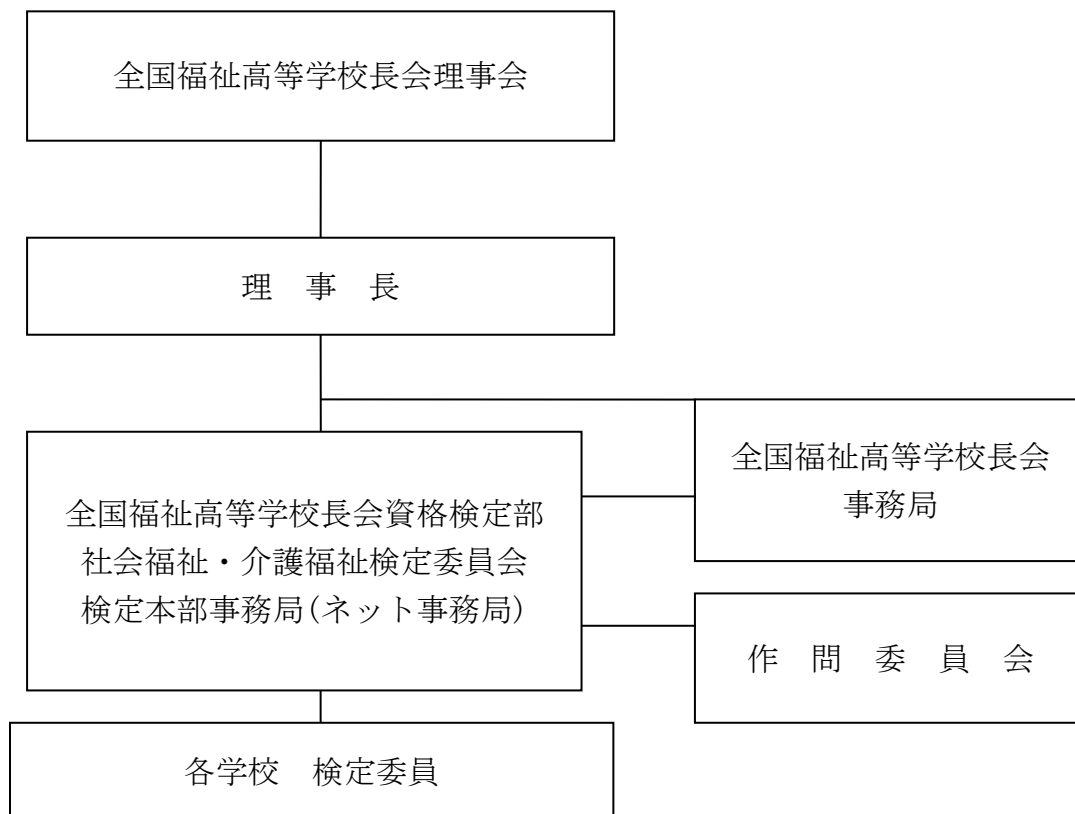 全国福祉高等学校長会理事会
理　事　長
全国福祉高等学校長会
事務局
全国福祉高等学校長会資格検定部
社会福祉・介護福祉検定委員会
検定本部事務局(ネット事務局)
作　問　委　員　会
各学校　検定委員